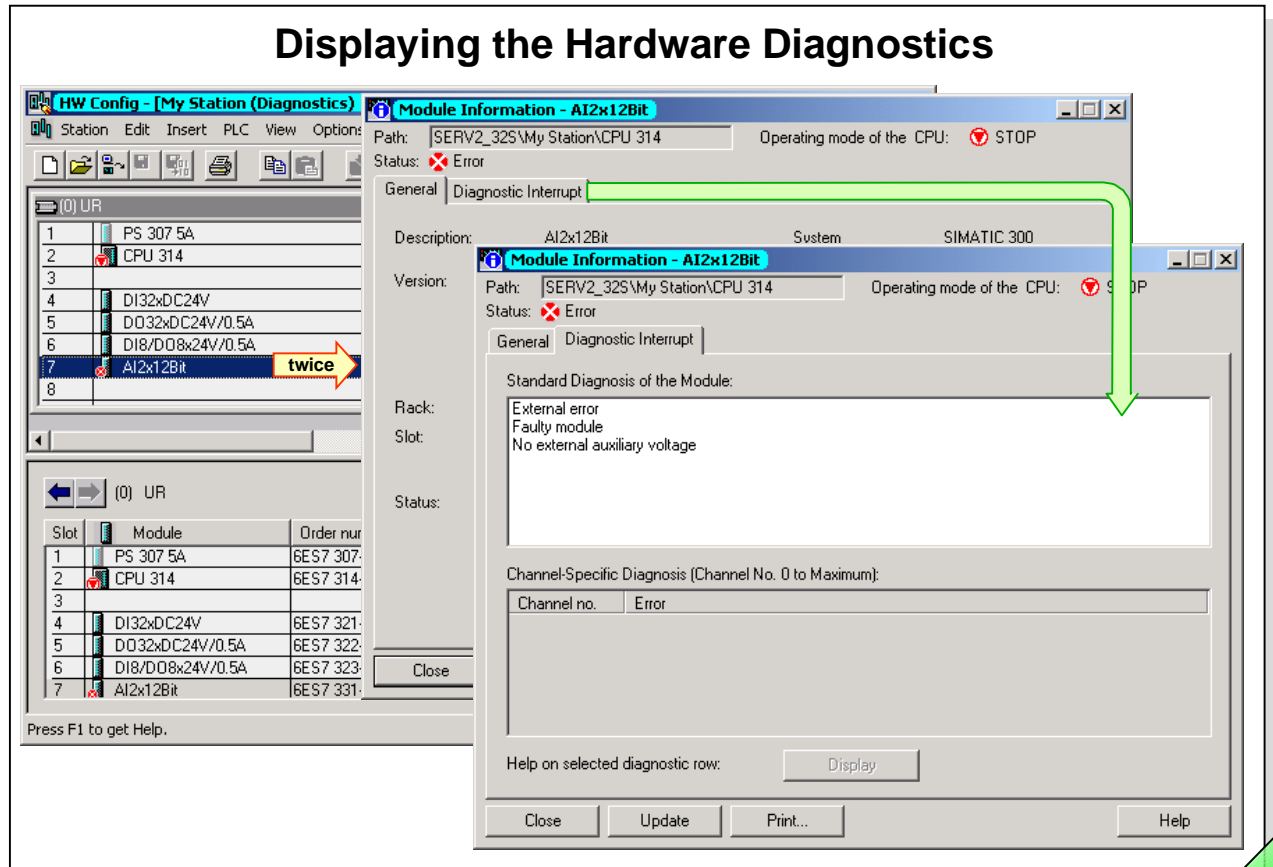 Displaying the Hardware Diagnostics
HW Config - [My Station (Diagnostics)
Station Edit Insert PLC View Options
(0) UR
1 PS 307 5A
2 CPU 314
3
4 DI32xDC24V
5 DO32xDC24V/0.5A
6 DI8/DO8x24V/0.5A
7 AI2x12Bit
8
twice
(0) UR
Slot Module Order nur
1 PS 307 5A 6ES7 307-
2 CPU 314 6ES7 314-
3
4 DI32xDC24V 6ES7 321-
5 DO32xDC24V/0.5A 6ES7 322-
6 DI8/DO8x24V/0.5A 6ES7 323-
7 AI2x12Bit 6ES7 331-
Press F1 to get Help.
Module Information - AI2x12Bit
Path: SERV2_32S\My Station\CPU 314 Operating mode of the CPU: STOP
Status: Error
General Diagnostic Interrupt
Description: AI2x12Bit System SIMATIC 300
Version:
Rack:
Slot:
Status:
Close
Module Information - AI2x12Bit
Path: SERV2_32S\My Station\CPU 314 Operating mode of the CPU:
Status: Error
General Diagnostic Interrupt
Standard Diagnosis of the Module:
External error
Faulty module
No external auxiliary voltage
Channel-Specific Diagnosis (Channel No. 0 to Maximum):
Channel no. Error
Help on selected diagnostic row: Display
Close Update Print... Help